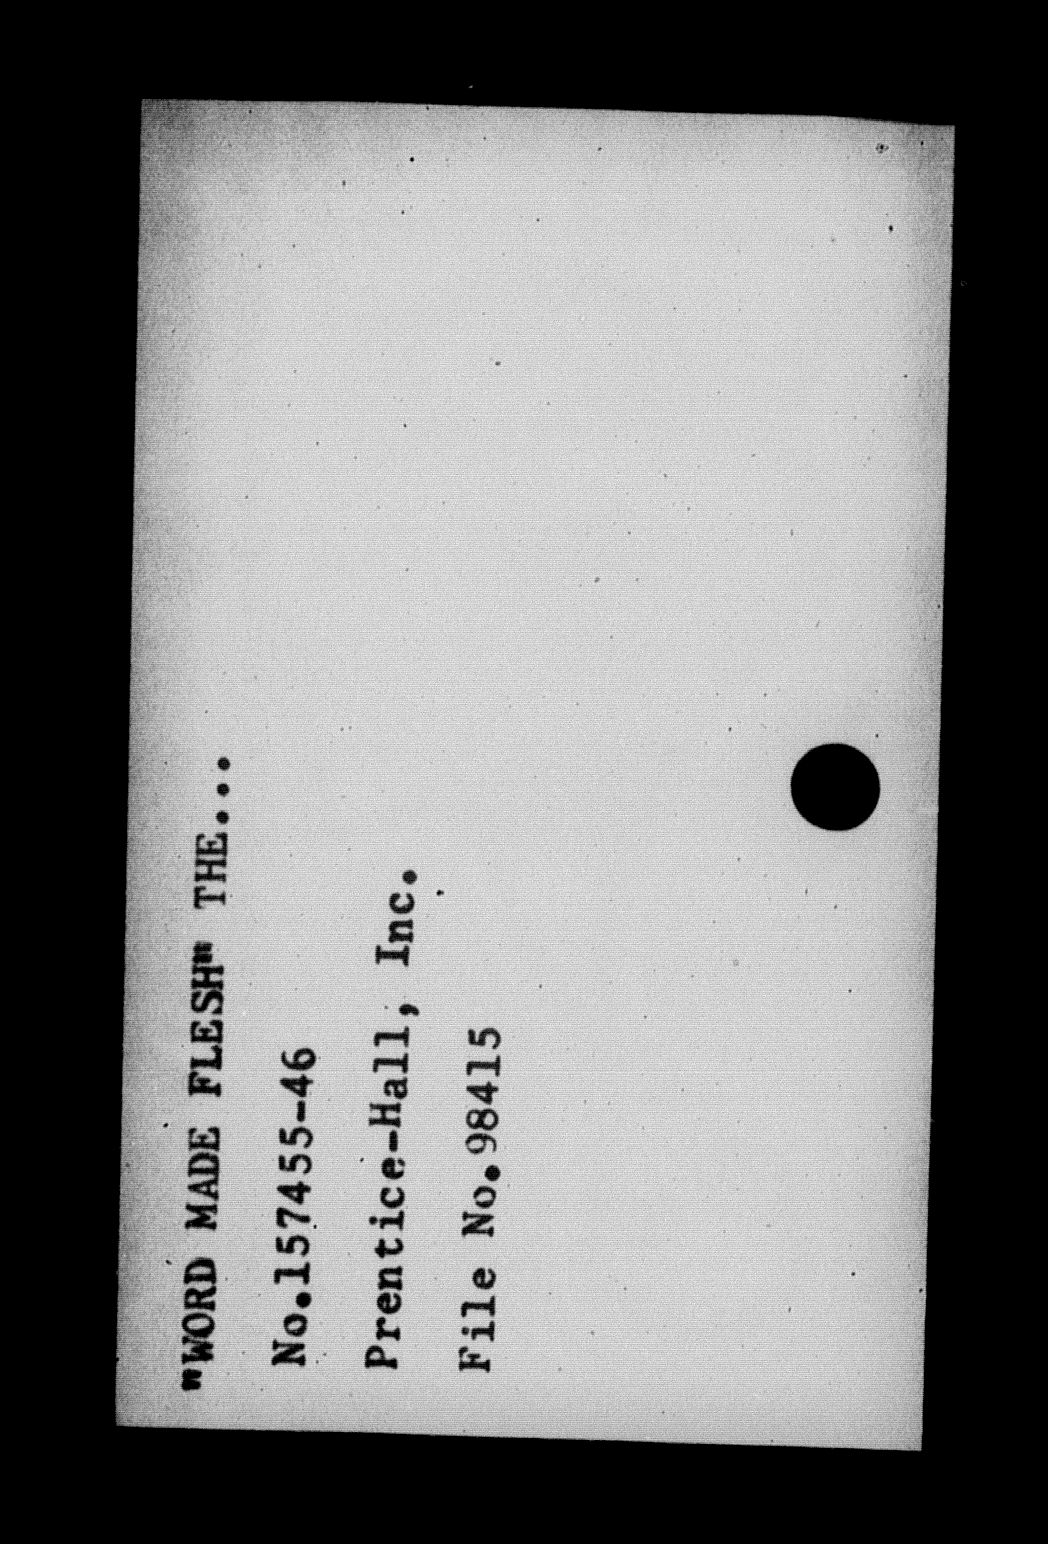 "WORD MADE FLESH" THE...
No.157455-46
Prentice-Hall, Inc.
File No.98415